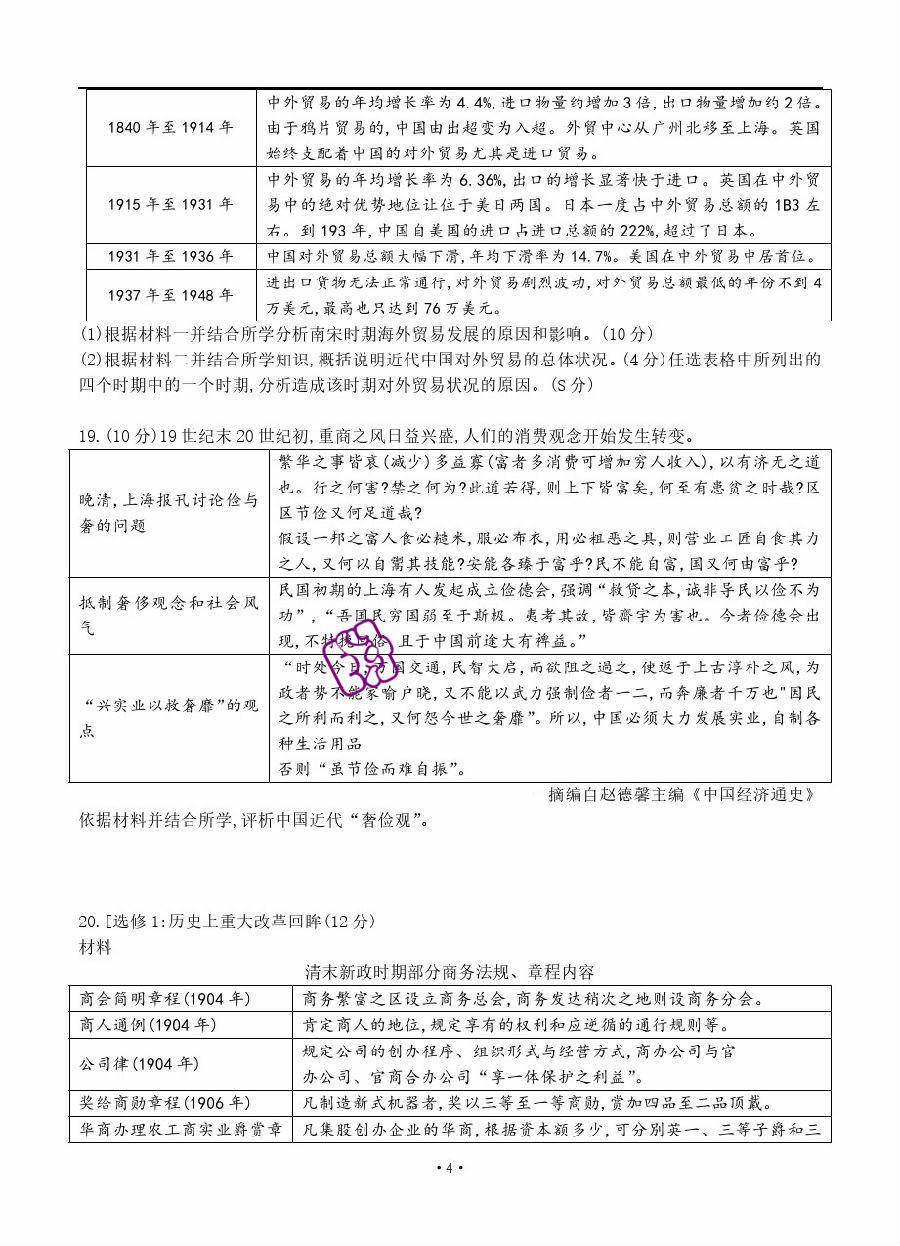 1840 年至 1914 年
中外贸易的年均增长率为 4.4%,进口物量约增加 3 倍,出口物量增加约 2 倍。
由于鸦片贸易的,中国由出超变为入超。外贸中心从广州北移至上海。英国
始终支配着中国的对外贸易尤其是进口贸易。
1915 年至 1931 年
中外贸易的年均增长率为 6.36%,出口的增长显著快于进口。英国在中外贸
易中的绝对优势地位让位于美日两国。日本一度占中外贸易总额的 1B3 左
右。到 193 年,中国自美国的进口占进口总额的 222%,超过了日本。
1931 年至 1936 年
中国对外贸易总额大幅下滑,年均下滑率为 14.7%。美国在中外贸易中居首位。
1937 年至 1948 年
进出口货物无法正常通行,对外贸易剧烈波动,对外贸易总额最低的年份不到 4
万美元,最高也只达到 76 万美元。
(1)根据材料一并结合所学分析南宋时期海外贸易发展的原因和影响。(10 分)
(2)根据材料二并结合所学知识,概括说明近代中国对外贸易的总体状况。(4 分)任选表格中所列出的
四个时期中的一个时期,分析造成该时期对外贸易状况的原因。(S 分)
19.(10 分)19 世纪末 20 世纪初,重商之风日益兴盛,人们的消费观念开始发生转变。
晚清,上海报刊讨论俭与
奢的问题
繁华之事皆裒(减少)多益寡(富者多消费可增加穷人收入),以有济无之道
也。行之何害?禁之何为?此道若得,则上下皆富矣,何至有患贫之时哉?区
区节俭又何足道哉?
假设一邦之富人食必糙米,服必布衣,用必粗恶之具,则营业工匠自食其力
之人,又何以自鬻其技能?安能各臻于富乎?民不能自富,国又何由富乎?
抵制奢侈观念和社会风
气
民国初期的上海有人发起成立俭德会,强调“救贷之本,诚非导民以俭不为
功”,“吾国民穷国弱至于斯极。夷考其故,皆奢字为害也。今者俭德会出
现,不特挽回俗 且于中国前途大有裨益。”
“兴实业以救奢靡”的观
点
“时处今日,万国交通,民智大启,而欲阻之遏之,使返于上古淳朴之风,为
政者势不能家喻户晓,又不能以武力强制俭者一二,而奔廉者千万也"因民
之所利而利之,又何怨今世之奢靡”。所以,中国必须大力发展实业,自制各
种生活用品
否则“虽节俭而难自振”。
摘编自赵德馨主编《中国经济通史》
依据材料并结合所学,评析中国近代“奢俭观”。
20.[选修 1:历史上重大改革回眸(12 分)
材料
清末新政时期部分商务法规、章程内容
商会简明章程(1904 年)
商务繁富之区设立商务总会,商务发达稍次之地则设商务分会。
商人通例(1904 年)
肯定商人的地位,规定享有的权利和应逆循的通行规则等。
公司律(1904 年)
规定公司的创办程序、组织形式与经营方式,商办公司与官
办公司、官商合办公司“享一体保护之利益”。
奖给商勋章程(1906 年)
凡制造新式机器者,奖以三等至一等商勋,赏加四品至二品顶戴。
华商办理农工商实业爵赏章
凡集股创办企业的华商,根据资本额多少,可分别英一、三等子爵和三
·4·